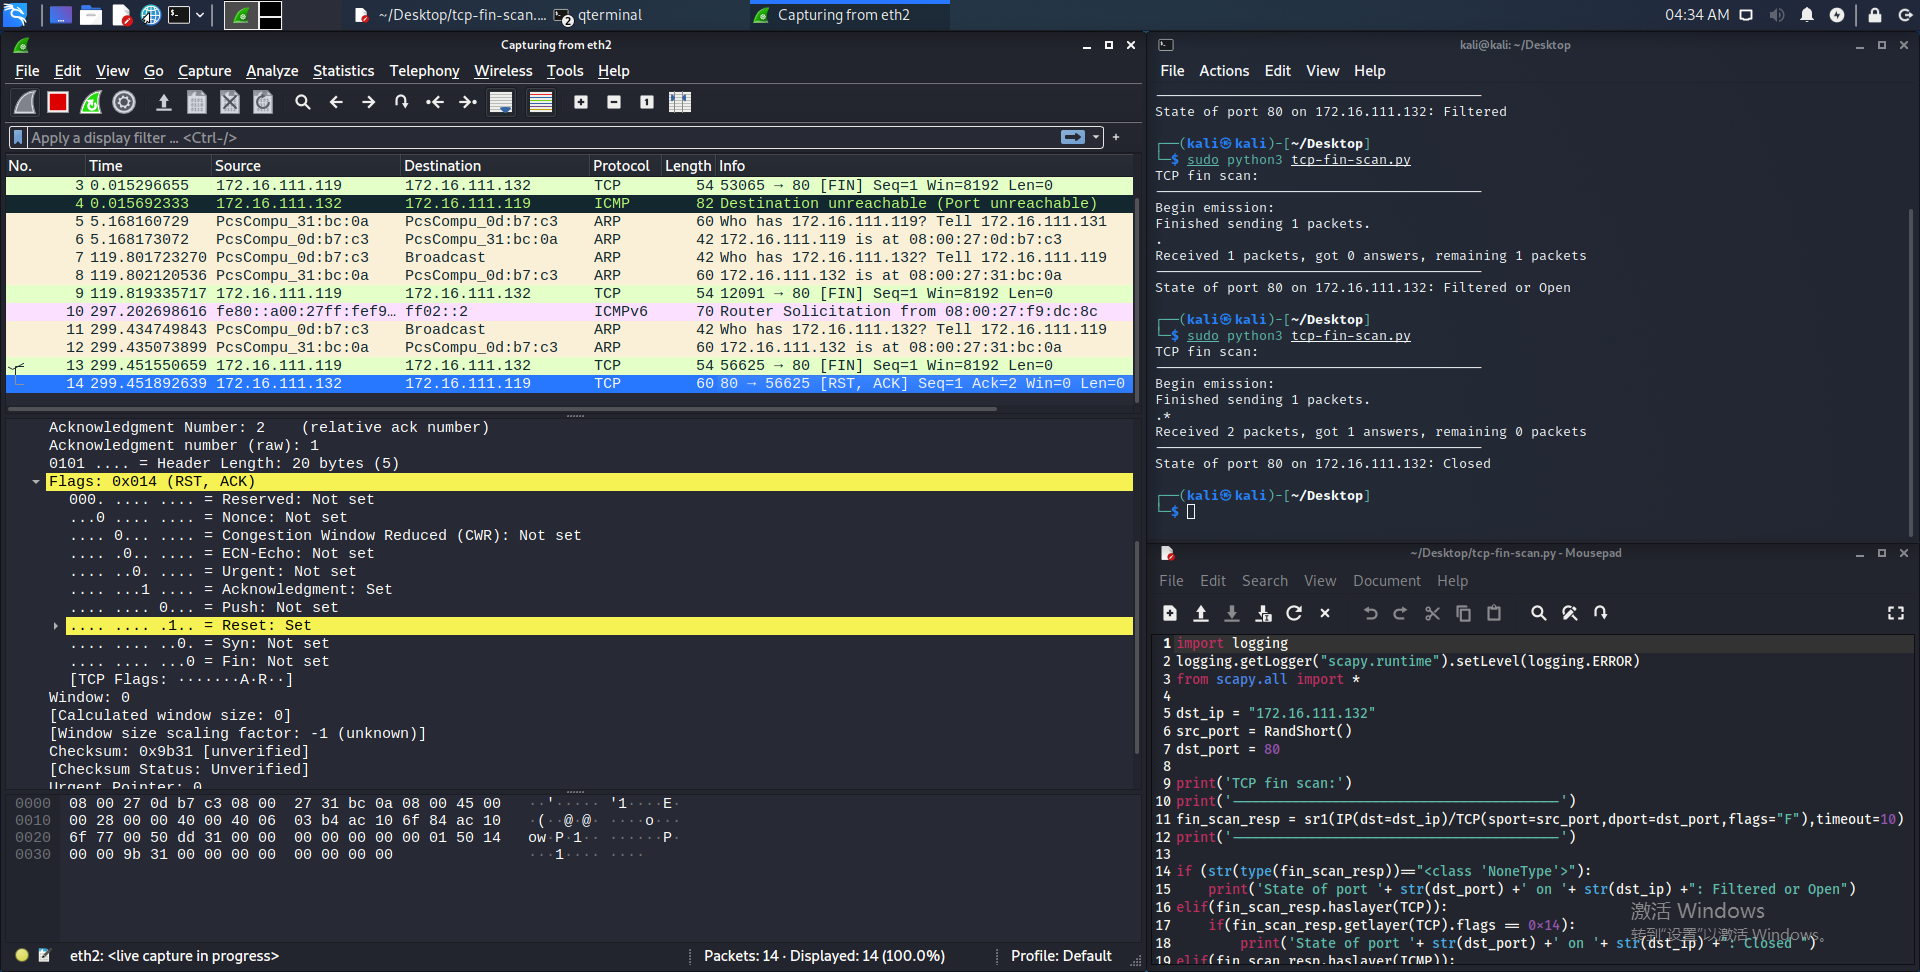 ~/Desktop/tcp-fin-scan....
2
qterminal
Capturing from eth2
04:34 AM
Capturing from eth2
File Edit View Go Capture Analyze Statistics Telephony Wireless Tools Help
Apply a display filter ... <Ctrl-/>
No. Time Source Destination Protocol Length Info
3 0.015296655 172.16.111.119 172.16.111.132 TCP 54 53065 → 80 [FIN] Seq=1 Win=8192 Len=0
4 0.015692333 172.16.111.132 172.16.111.119 ICMP 82 Destination unreachable (Port unreachable)
5 5.168160729 PcsCompu_31:bc:0a PcsCompu_0d:b7:c3 ARP 60 Who has 172.16.111.119? Tell 172.16.111.131
6 5.168173072 PcsCompu_0d:b7:c3 PcsCompu_31:bc:0a ARP 42 172.16.111.119 is at 08:00:27:0d:b7:c3
7 119.801723270 PcsCompu_0d:b7:c3 Broadcast ARP 42 Who has 172.16.111.132? Tell 172.16.111.119
8 119.802120536 PcsCompu_31:bc:0a PcsCompu_0d:b7:c3 ARP 60 172.16.111.132 is at 08:00:27:31:bc:0a
9 119.819335717 172.16.111.119 172.16.111.132 TCP 54 12091 → 80 [FIN] Seq=1 Win=8192 Len=0
10 297.202698616 fe80::a00:27ff:fef9… ff02::2 ICMPv6 70 Router Solicitation from 08:00:27:f9:dc:8c
11 299.434749843 PcsCompu_0d:b7:c3 Broadcast ARP 42 Who has 172.16.111.132? Tell 172.16.111.119
12 299.435073899 PcsCompu_31:bc:0a PcsCompu_0d:b7:c3 ARP 60 172.16.111.132 is at 08:00:27:31:bc:0a
13 299.451550659 172.16.111.119 172.16.111.132 TCP 54 56625 → 80 [FIN] Seq=1 Win=8192 Len=0
14 299.451892639 172.16.111.132 172.16.111.119 TCP 60 80 → 56625 [RST, ACK] Seq=1 Ack=2 Win=0 Len=0
Acknowledgment Number: 2    (relative ack number)
Acknowledgment number (raw): 1
0101 .... = Header Length: 20 bytes (5)
Flags: 0x014 (RST, ACK)
000. .... .... = Reserved: Not set
...0 .... .... = Nonce: Not set
.... 0... .... = Congestion Window Reduced (CWR): Not set
.... .0.. .... = ECN-Echo: Not set
.... ..0. .... = Urgent: Not set
.... ...1 .... = Acknowledgment: Set
.... .... 0... = Push: Not set
.... .... .1.. = Reset: Set
.... .... ..0. = Syn: Not set
.... .... ...0 = Fin: Not set
[TCP Flags: ·······A·R··]
Window: 0
[Calculated window size: 0]
[Window size scaling factor: -1 (unknown)]
Checksum: 0x9b31 [unverified]
[Checksum Status: Unverified]
Urgent Pointer: 0
0000 08 00 27 0d b7 c3 08 00 27 31 bc 0a 08 00 45 00 ··'····· '1····E·
0010 00 28 00 00 40 00 40 06 03 b4 ac 10 6f 84 ac 10 ·(··@·@· ····o···
0020 6f 77 00 50 dd 31 00 00 00 00 00 00 00 01 50 14 ow·P·1·· ······P·
0030 00 00 9b 31 00 00 00 00 00 00 00 00 ···1···· ····
eth2: <live capture in progress>
Packets: 14 · Displayed: 14 (100.0%)
Profile: Default
kali@kali: ~/Desktop
File Actions Edit View Help
State of port 80 on 172.16.111.132: Filtered
┌──(kali㉿kali)-[~/Desktop]
└─$ sudo python3 tcp-fin-scan.py
TCP fin scan:
Begin emission:
Finished sending 1 packets.
.
Received 1 packets, got 0 answers, remaining 1 packets
State of port 80 on 172.16.111.132: Filtered or Open
┌──(kali㉿kali)-[~/Desktop]
└─$ sudo python3 tcp-fin-scan.py
TCP fin scan:
Begin emission:
Finished sending 1 packets.
.*
Received 2 packets, got 1 answers, remaining 0 packets
State of port 80 on 172.16.111.132: Closed
┌──(kali㉿kali)-[~/Desktop]
└─$
~/Desktop/tcp-fin-scan.py - Mousepad
File Edit Search View Document Help
1 import logging
2 logging.getLogger("scapy.runtime").setLevel(logging.ERROR)
3 from scapy.all import *
4
5 dst_ip = "172.16.111.132"
6 src_port = RandShort()
7 dst_port = 80
8
9 print('TCP fin scan:')
10 print('─────────────────────────────────────────')
11 fin_scan_resp = sr1(IP(dst=dst_ip)/TCP(sport=src_port,dport=dst_port,flags="F"),timeout=10)
12 print('─────────────────────────────────────────')
13
14 if (str(type(fin_scan_resp))=="<class 'NoneType'>"):
15     print('State of port '+ str(dst_port) +' on '+ str(dst_ip) +": Filtered or Open")
16 elif(fin_scan_resp.haslayer(TCP)):
17     if(fin_scan_resp.getlayer(TCP).flags == 0x14):
18         print('State of port '+ str(dst_port) +' on '+ str(dst_ip) +": Closed ")
19 elif(fin_scan_resp.haslayer(ICMP)):
激活 Windows
转到"设置"以激活 Windows。